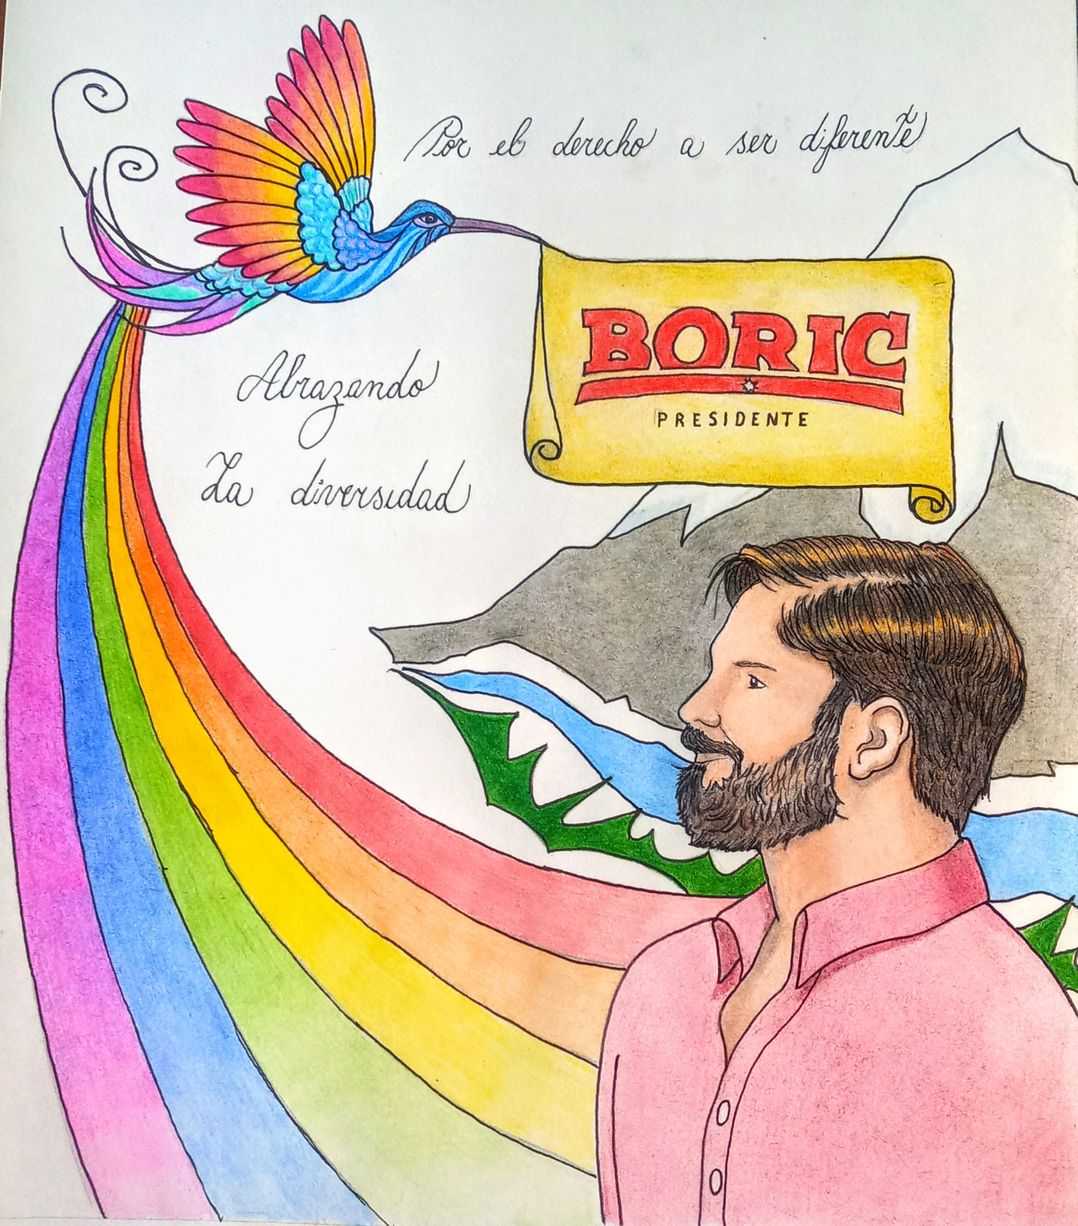 Por el derecho a ser diferente
BORIC
PRESIDENTE
Abrazando
La diversidad